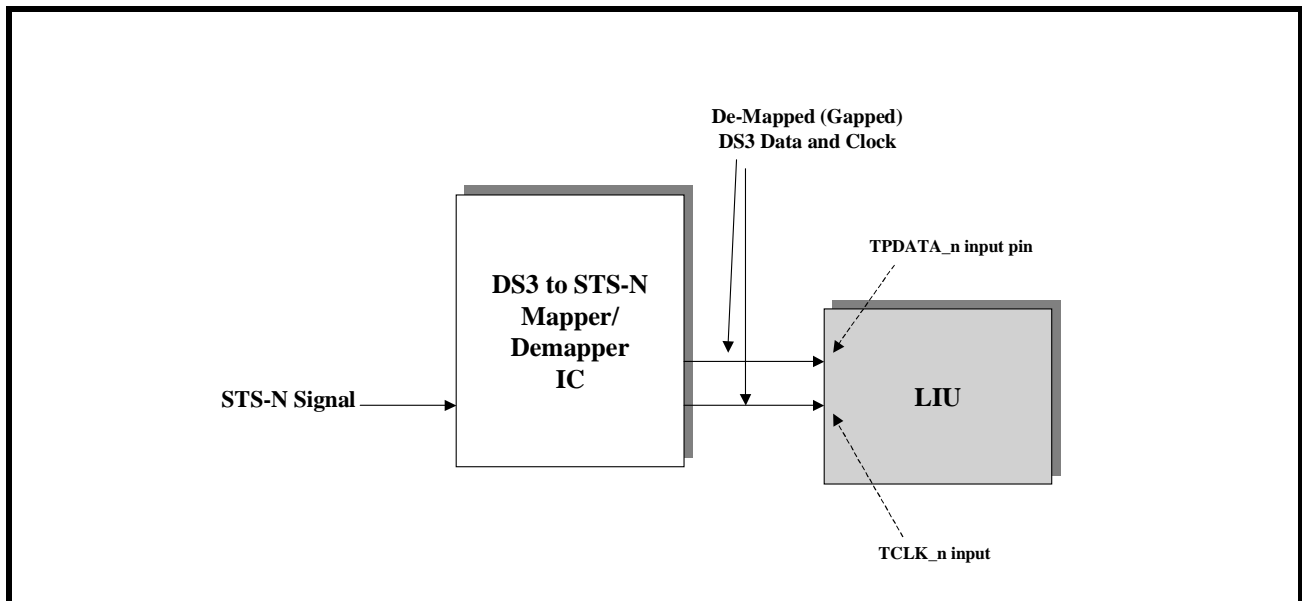 De-Mapped (Gapped)
DS3 Data and Clock
TPDATA_n input pin
DS3 to STS-N
Mapper/
Demapper
IC
STS-N Signal
LIU
TCLK_n input